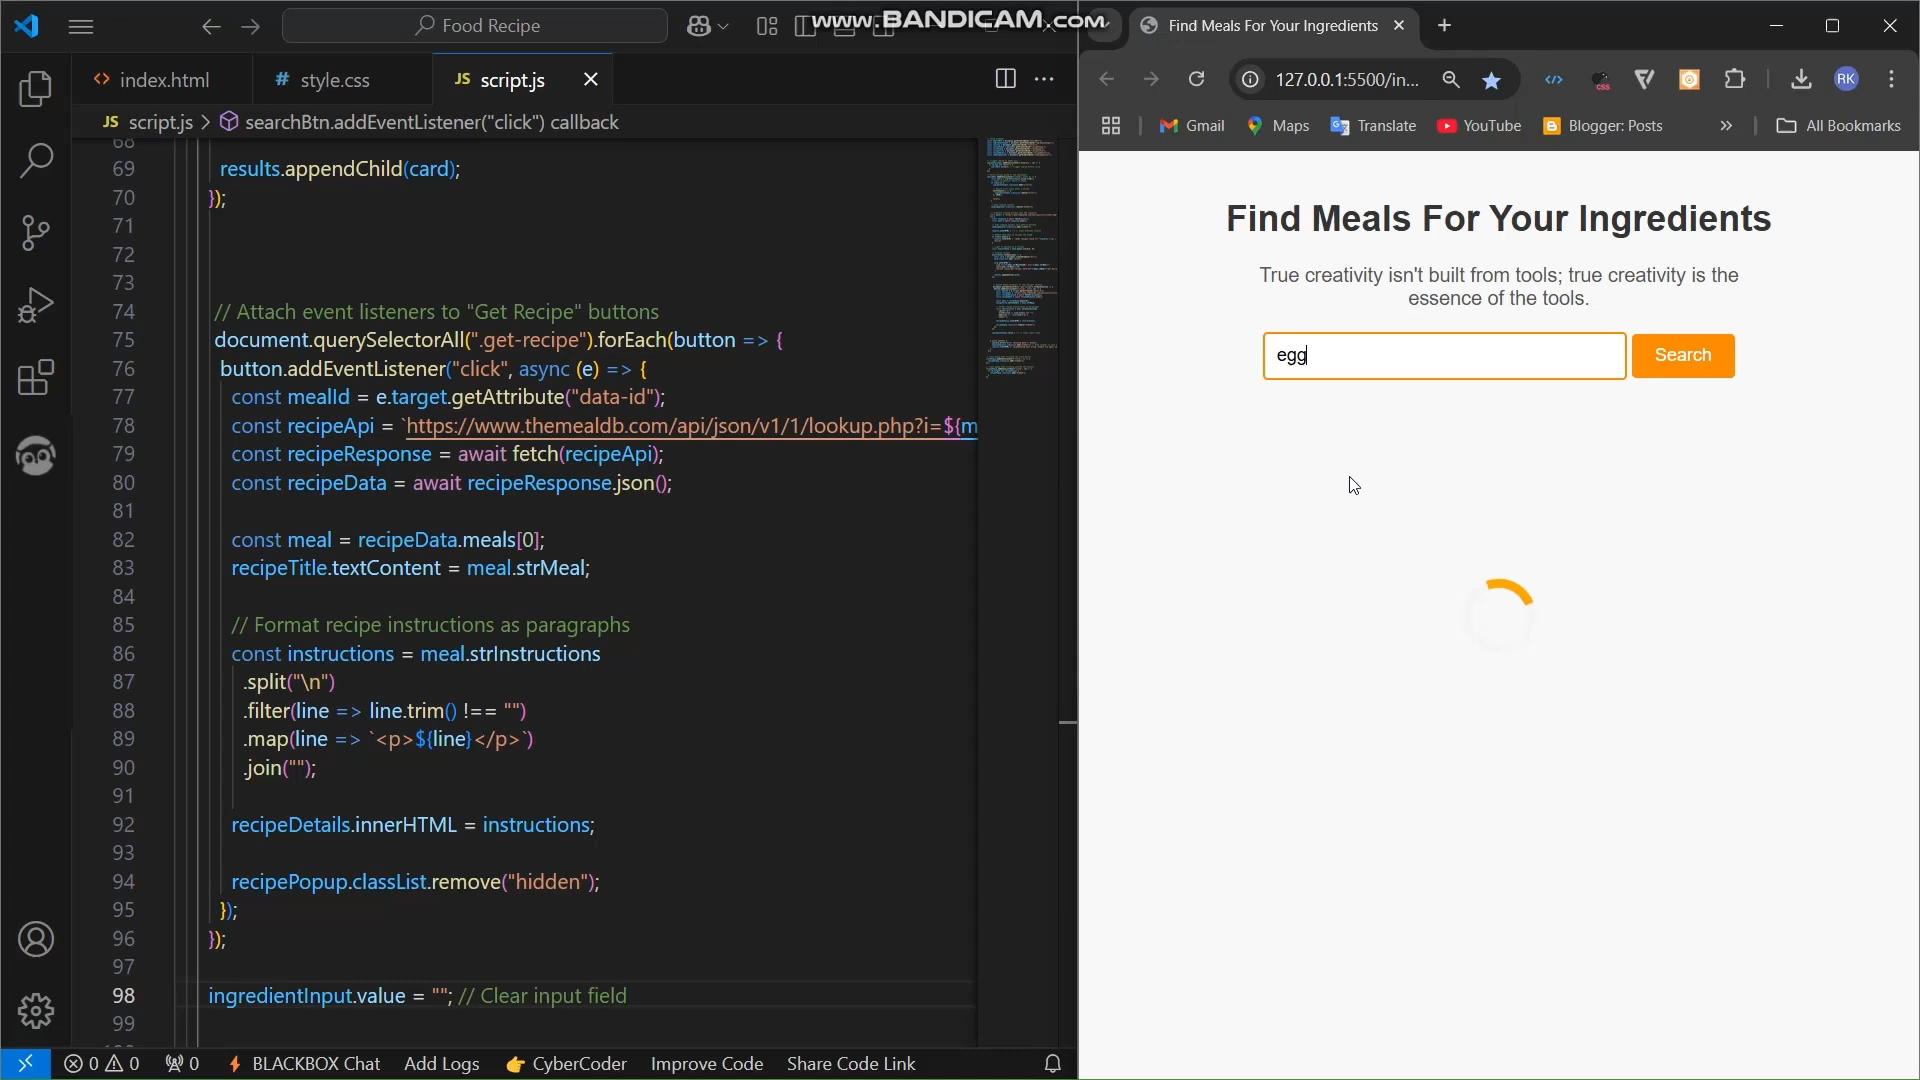 Food Recipe
www.BANDICAM.com
index.html
# style.css
JS script.js
JS script.js > searchBtn.addEventListener("click") callback
68
69 results.appendChild(card);
70 });
71
72
73
74 // Attach event listeners to "Get Recipe" buttons
75 document.querySelectorAll(".get-recipe").forEach(button => {
76 button.addEventListener("click", async (e) => {
77 const mealId = e.target.getAttribute("data-id");
78 const recipeApi = `https://www.themealdb.com/api/json/v1/1/lookup.php?i=${m
79 const recipeResponse = await fetch(recipeApi);
80 const recipeData = await recipeResponse.json();
81
82 const meal = recipeData.meals[0];
83 recipeTitle.textContent = meal.strMeal;
84
85 // Format recipe instructions as paragraphs
86 const instructions = meal.strInstructions
87 .split("\n")
88 .filter(line => line.trim() !== "")
89 .map(line => `<p>${line}</p>`)
90 .join("");
91
92 recipeDetails.innerHTML = instructions;
93
94 recipePopup.classList.remove("hidden");
95 });
96 });
97
98 ingredientInput.value = ""; // Clear input field
99
0 0 0 BLACKBOX Chat Add Logs CyberCoder Improve Code Share Code Link
Find Meals For Your Ingredients
127.0.0.1:5500/in...
RK
Gmail Maps Translate YouTube Blogger: Posts » All Bookmarks
Find Meals For Your Ingredients
True creativity isn't built from tools; true creativity is the
essence of the tools.
egg
Search